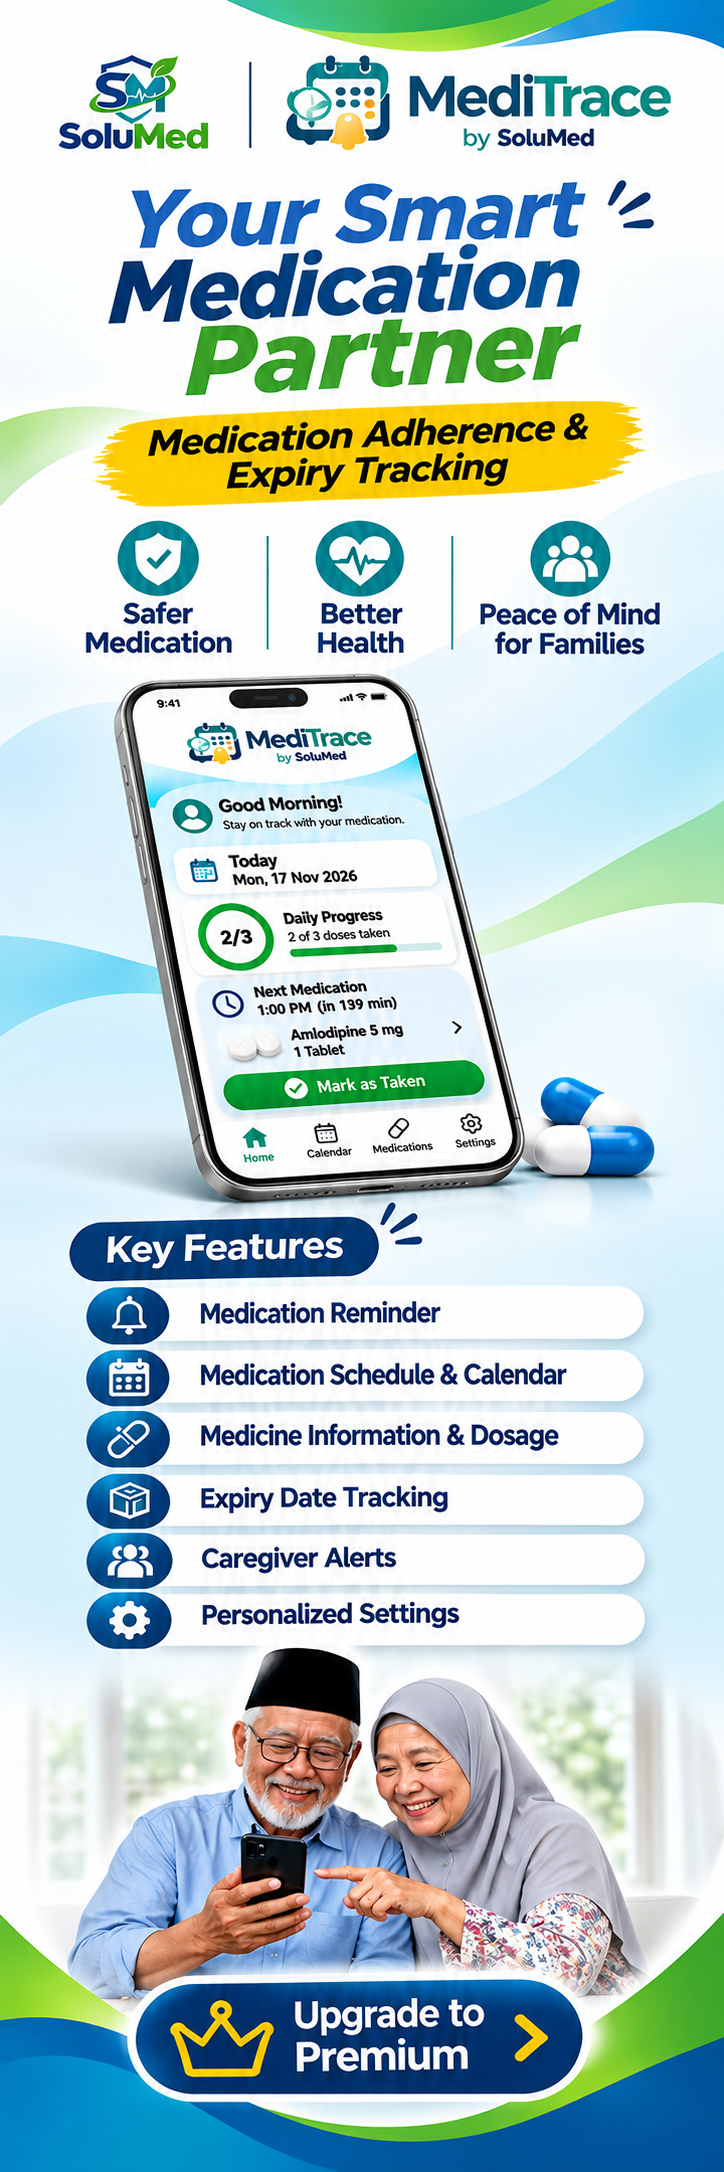 SM
SoluMed
MediTrace
by SoluMed
Your Smart
Medication
Partner
Medication Adherence &
Expiry Tracking
Safer
Medication
Better
Health
Peace of Mind
for Families
9:41
MediTrace
by SoluMed
Good Morning!
Stay on track with your medication.
Today
Mon, 17 Nov 2026
2/3
Daily Progress
2 of 3 doses taken
Next Medication
1:00 PM (in 139 min)
Amlodipine 5 mg
1 Tablet
Mark as Taken
Home
Calendar
Medications
Settings
Key Features
Medication Reminder
Medication Schedule & Calendar
Medicine Information & Dosage
Expiry Date Tracking
Caregiver Alerts
Personalized Settings
Upgrade to
Premium